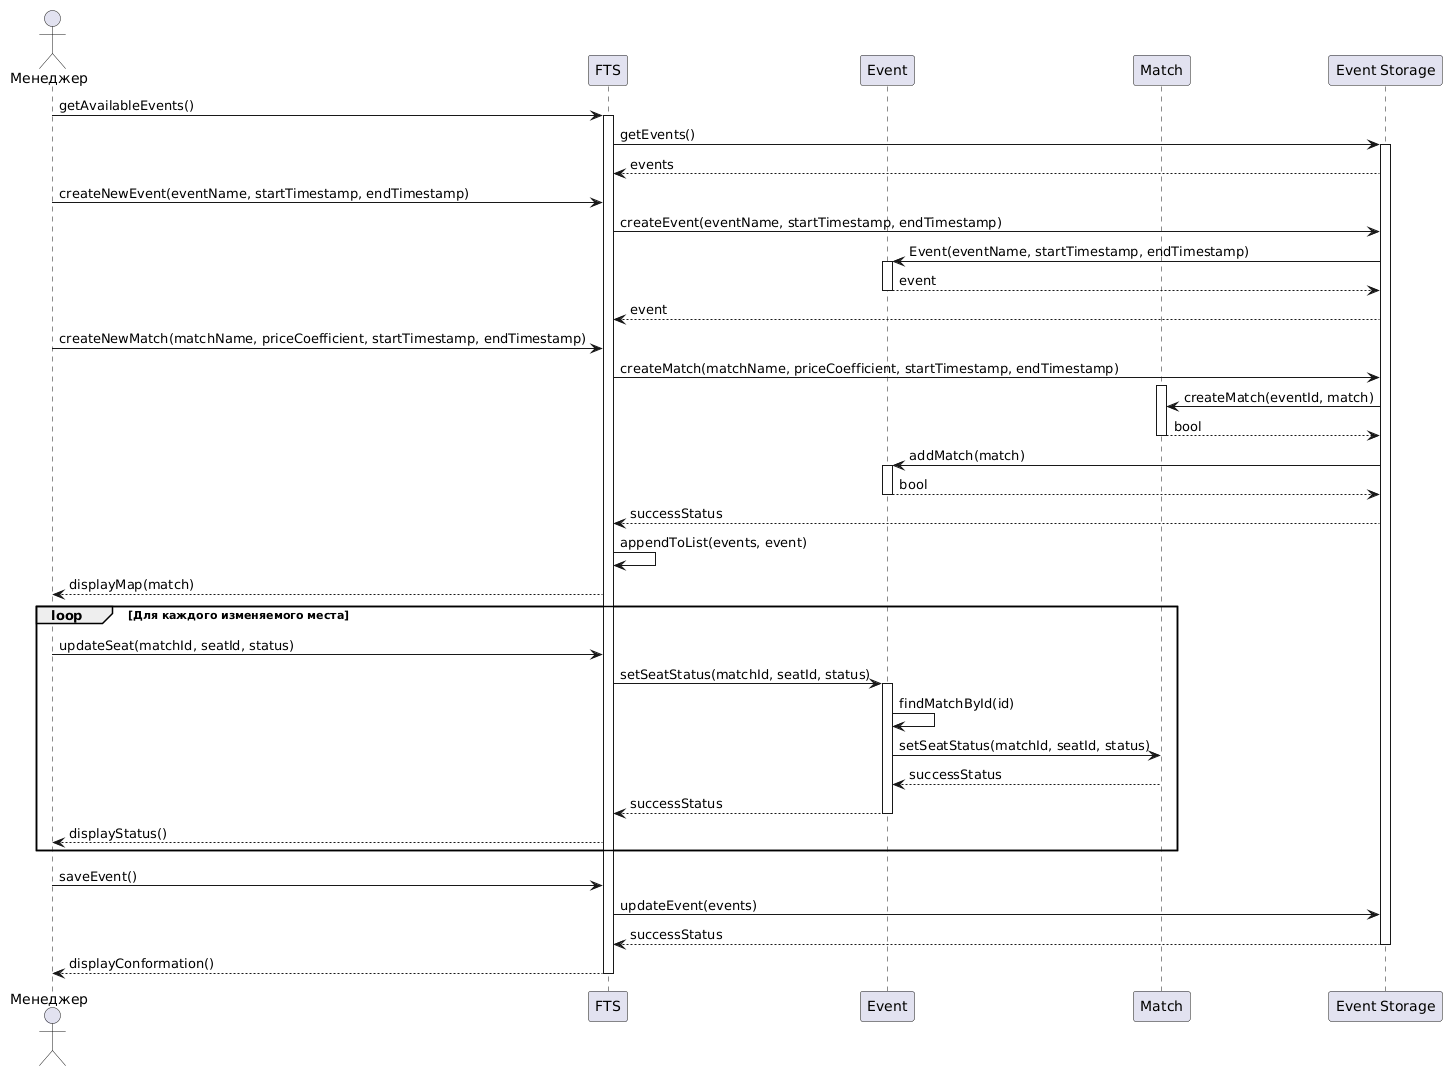 Менеджер
FTS
Event
Match
Event Storage
getAvailableEvents()
getEvents()
events
createNewEvent(eventName, startTimestamp, endTimestamp)
createEvent(eventName, startTimestamp, endTimestamp)
Event(eventName, startTimestamp, endTimestamp)
event
event
createNewMatch(matchName, priceCoefficient, startTimestamp, endTimestamp)
createMatch(matchName, priceCoefficient, startTimestamp, endTimestamp)
createMatch(eventId, match)
bool
addMatch(match)
bool
successStatus
appendToList(events, event)
displayMap(match)
loop
[Для каждого изменяемого места]
updateSeat(matchId, seatId, status)
setSeatStatus(matchId, seatId, status)
findMatchById(id)
setSeatStatus(matchId, seatId, status)
successStatus
successStatus
displayStatus()
saveEvent()
updateEvent(events)
successStatus
displayConformation()
Менеджер
FTS
Event
Match
Event Storage